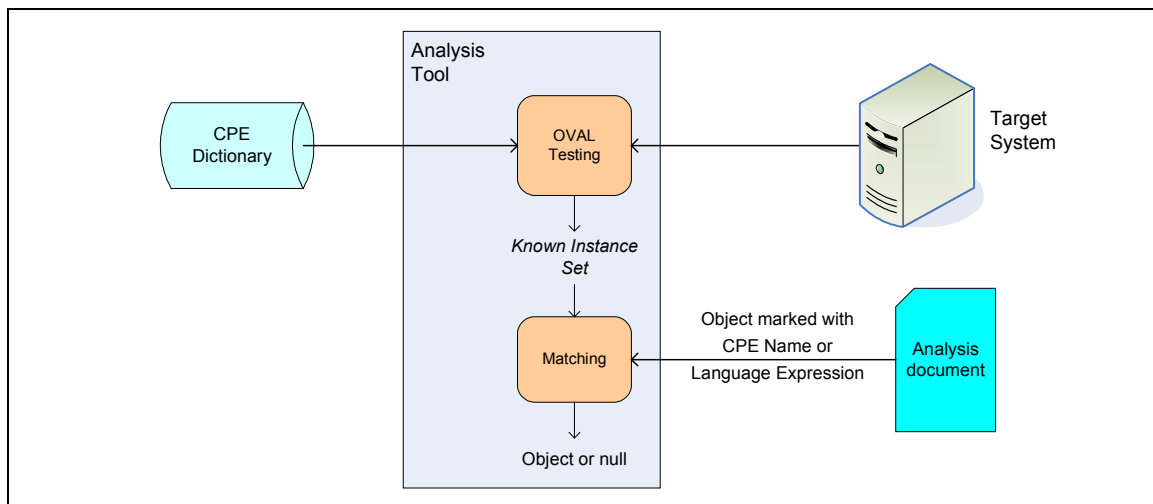 Analysis
Tool
CPE
Dictionary
OVAL
Testing
Target
System
Known Instance
Set
Object marked with
CPE Name or
Language Expression
Matching
Analysis
document
Object or null